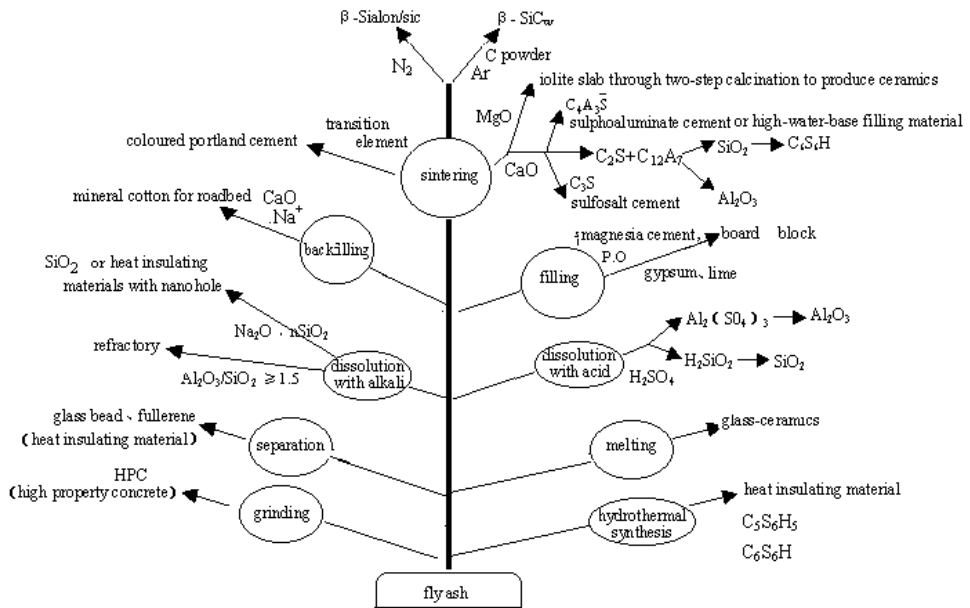 β-Sialon/sic
β - SiCw
N₂
Ar
C powder
iolite slab through two-step calcination to produce ceramics
MgO
C₄A₃S̄
sulphoaluminate cement or high-water-base filling material
transition
element
coloured portland cement
sintering
CaO
C₂S+C₁₂A₇
SiO₂
C₆S₆H
Al₂O₃
C₃S
sulfosalt cement
mineral cotton for roadbed
CaO
.Na⁺
backfilling
magnesia cement,
board block
P.O
filling
gypsum、lime
SiO₂ or heat insulating
materials with nanohole
Na₂O · nSiO₂
refractory
Al₂O₃/SiO₂ ≥1.5
dissolution
with alkali
dissolution
with acid
H₂SO₄
Al₂(SO₄)₃
Al₂O₃
H₂SiO₂
SiO₂
glass bead、fullerene
(heat insulating material)
separation
melting
glass-ceramics
HPC
(high property concrete)
grinding
hydrothermal
synthesis
heat insulating material
C₅S₆H₅
C₆S₆H
fly ash